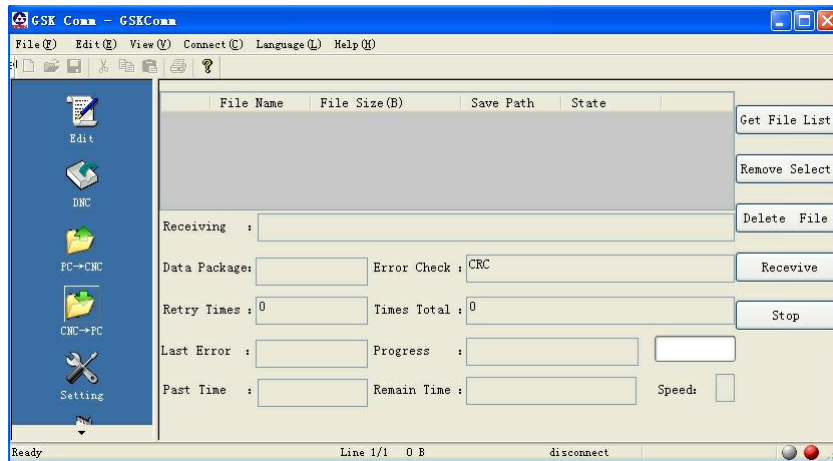 GSK Comm - GSKComm
File(F) Edit(E) View(V) Connect(C) Language(L) Help(H)
File Name File Size(B) Save Path State
Get File List
Edit
Remove Select
DNC
Delete File
Receiving :
PC→CNC
Data Package: Error Check : CRC
Recevive
Retry Times : 0 Times Total : 0
Stop
CNC→PC
Last Error : Progress :
Setting
Past Time : Remain Time : Speed:
Ready Line 1/1 0 B disconnect